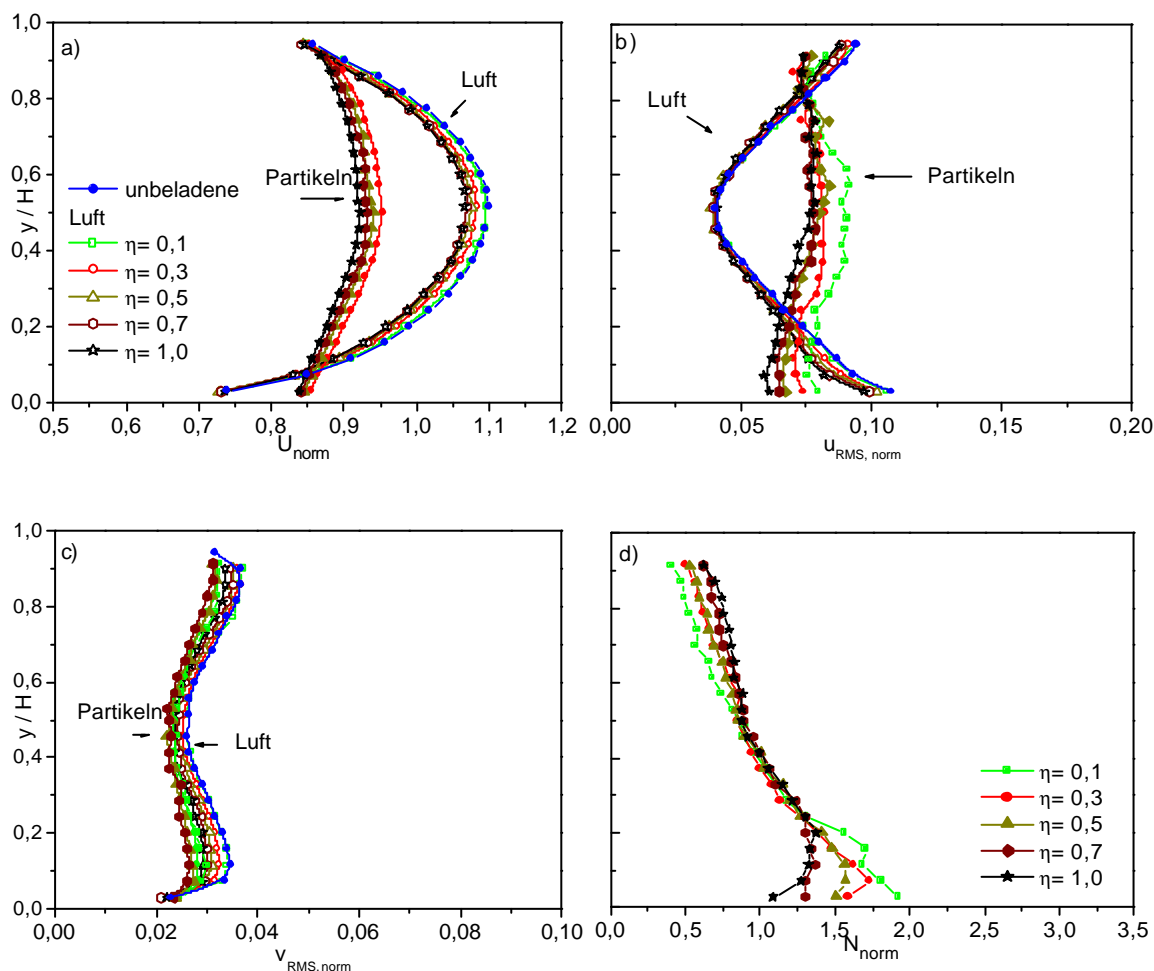 a)
1,0
0,8
0,6
0,4
0,2
0,0
y / H
Luft
Partikeln
unbeladene
Luft
η= 0,1
η= 0,3
η= 0,5
η= 0,7
η= 1,0
0,5 0,6 0,7 0,8 0,9 1,0 1,1 1,2
Unorm
b)
Luft
Partikeln
0,00 0,05 0,10 0,15 0,20
uRMS, norm
c)
1,0
0,8
0,6
0,4
0,2
0,0
y / H
Partikeln
Luft
0,00 0,02 0,04 0,06 0,08 0,10
vRMS,norm
d)
η= 0,1
η= 0,3
η= 0,5
η= 0,7
η= 1,0
0,0 0,5 1,0 1,5 2,0 2,5 3,0 3,5
Nnorm